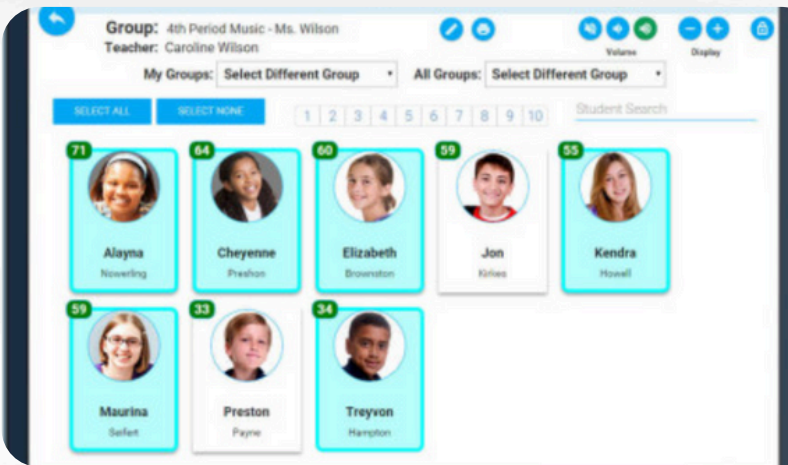 Group: 4th Period Music - Ms. Wilson
Teacher: Caroline Wilson
Volume
Display
My Groups: Select Different Group All Groups: Select Different Group
SELECT ALL SELECT NONE 1 2 3 4 5 6 7 8 9 10 Student Search
71 64 60 59 55
Alayna Cheyenne Elizabeth Jon Kendra
Nowerling Preshon Brownston Kirkes Howell
59 33 34
Maurina Preston Treyvon
Seifert Payne Hampton